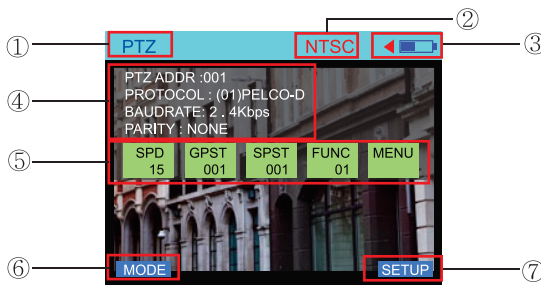 ① PTZ NTSC ② ③
④ PTZ ADDR :001
PROTOCOL : (01)PELCO-D
BAUDRATE: 2 . 4Kbps
PARITY : NONE
⑤ SPD GPST SPST FUNC MENU
15 001 001 01
⑥ MODE SETUP ⑦